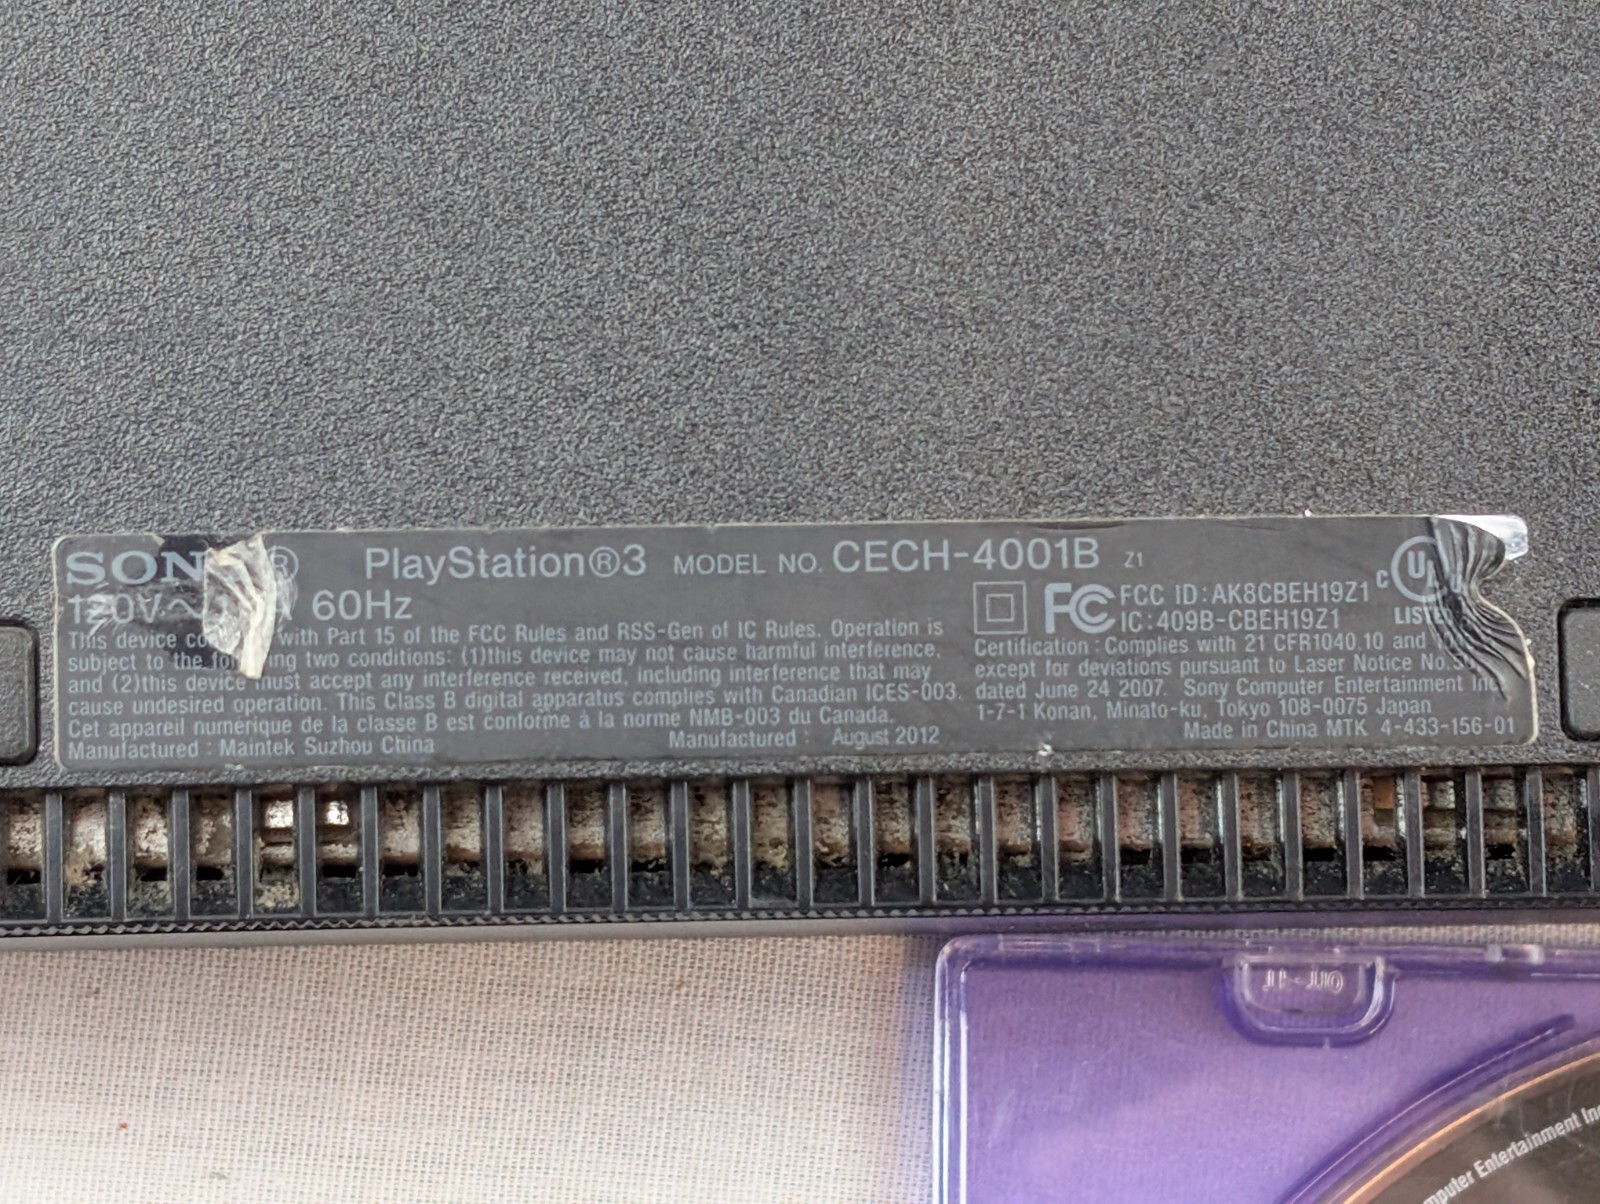 SON ® PlayStation®3 MODEL NO. CECH-4001B Z1
120V~ 60Hz
This device with Part 15 of the FCC Rules and RSS-Gen of IC Rules. Operation is
subject to the following two conditions: (1)this device may not cause harmful interference,
and (2)this device must accept any interference received, including interference that may
cause undesired operation. This Class B digital apparatus complies with Canadian ICES-003.
Cet appareil numérique de la classe B est conforme à la norme NMB-003 du Canada.
Manufactured : Maintek Suzhou China Manufactured : August 2012
FC FCC ID:AK8CBEH19Z1
IC:409B-CBEH19Z1
C UL
LISTE
Certification : Complies with 21 CFR1040.10 and
except for deviations pursuant to Laser Notice No.
dated June 24 2007. Sony Computer Entertainment Inc
1-7-1 Konan, Minato-ku, Tokyo 108-0075 Japan
Made in China MTK 4-433-156-01
mputer Entertainment Inc